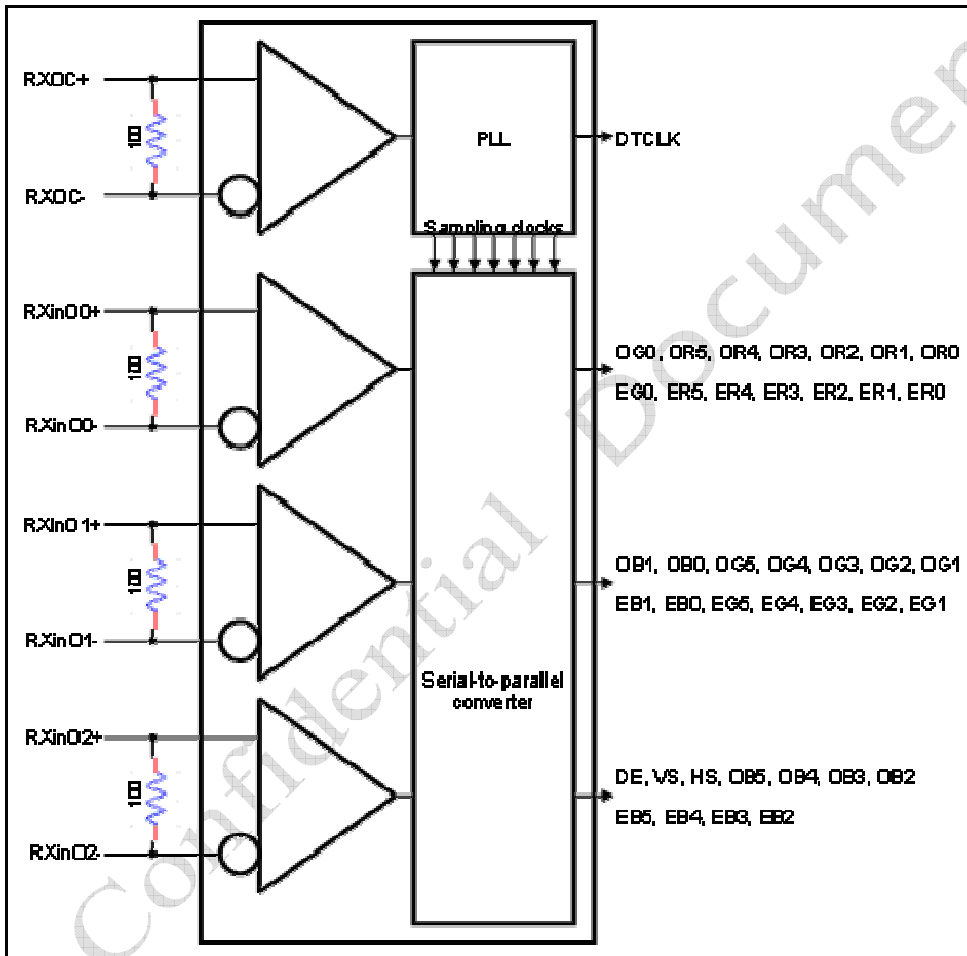 RXOC+
100
RXOC-
PLL
DTCLK
Sampling clocks
RXinO0+
100
RXinO0-
OG0, OR5, OR4, OR3, OR2, OR1, OR0
EG0, ER5, ER4, ER3, ER2, ER1, ER0
RXinO1+
100
RXinO1-
OB1, OB0, OG5, OG4, OG3, OG2, OG1
EB1, EB0, EG5, EG4, EG3, EG2, EG1
Serial-to-parallel
converter
RXinO2+
100
RXinO2-
DE, VS, HS, OB5, OB4, OB3, OB2
EB5, EB4, EB3, EB2
Confidential Documen